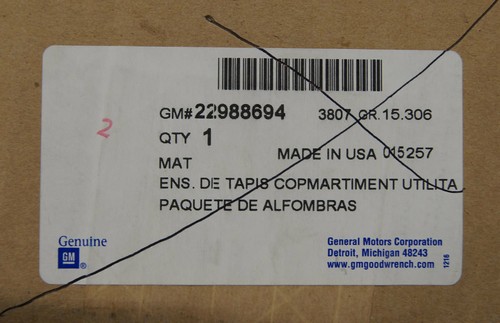 GM#22988694 3807 GR.15.306
2
QTY 1
MADE IN USA 015257
MAT
ENS. DE TAPIS COPMARTIMENT UTILITA
PAQUETE DE ALFOMBRAS
Genuine
GM
®
General Motors Corporation
Detroit, Michigan 48243
www.gmgoodwrench.com
1216